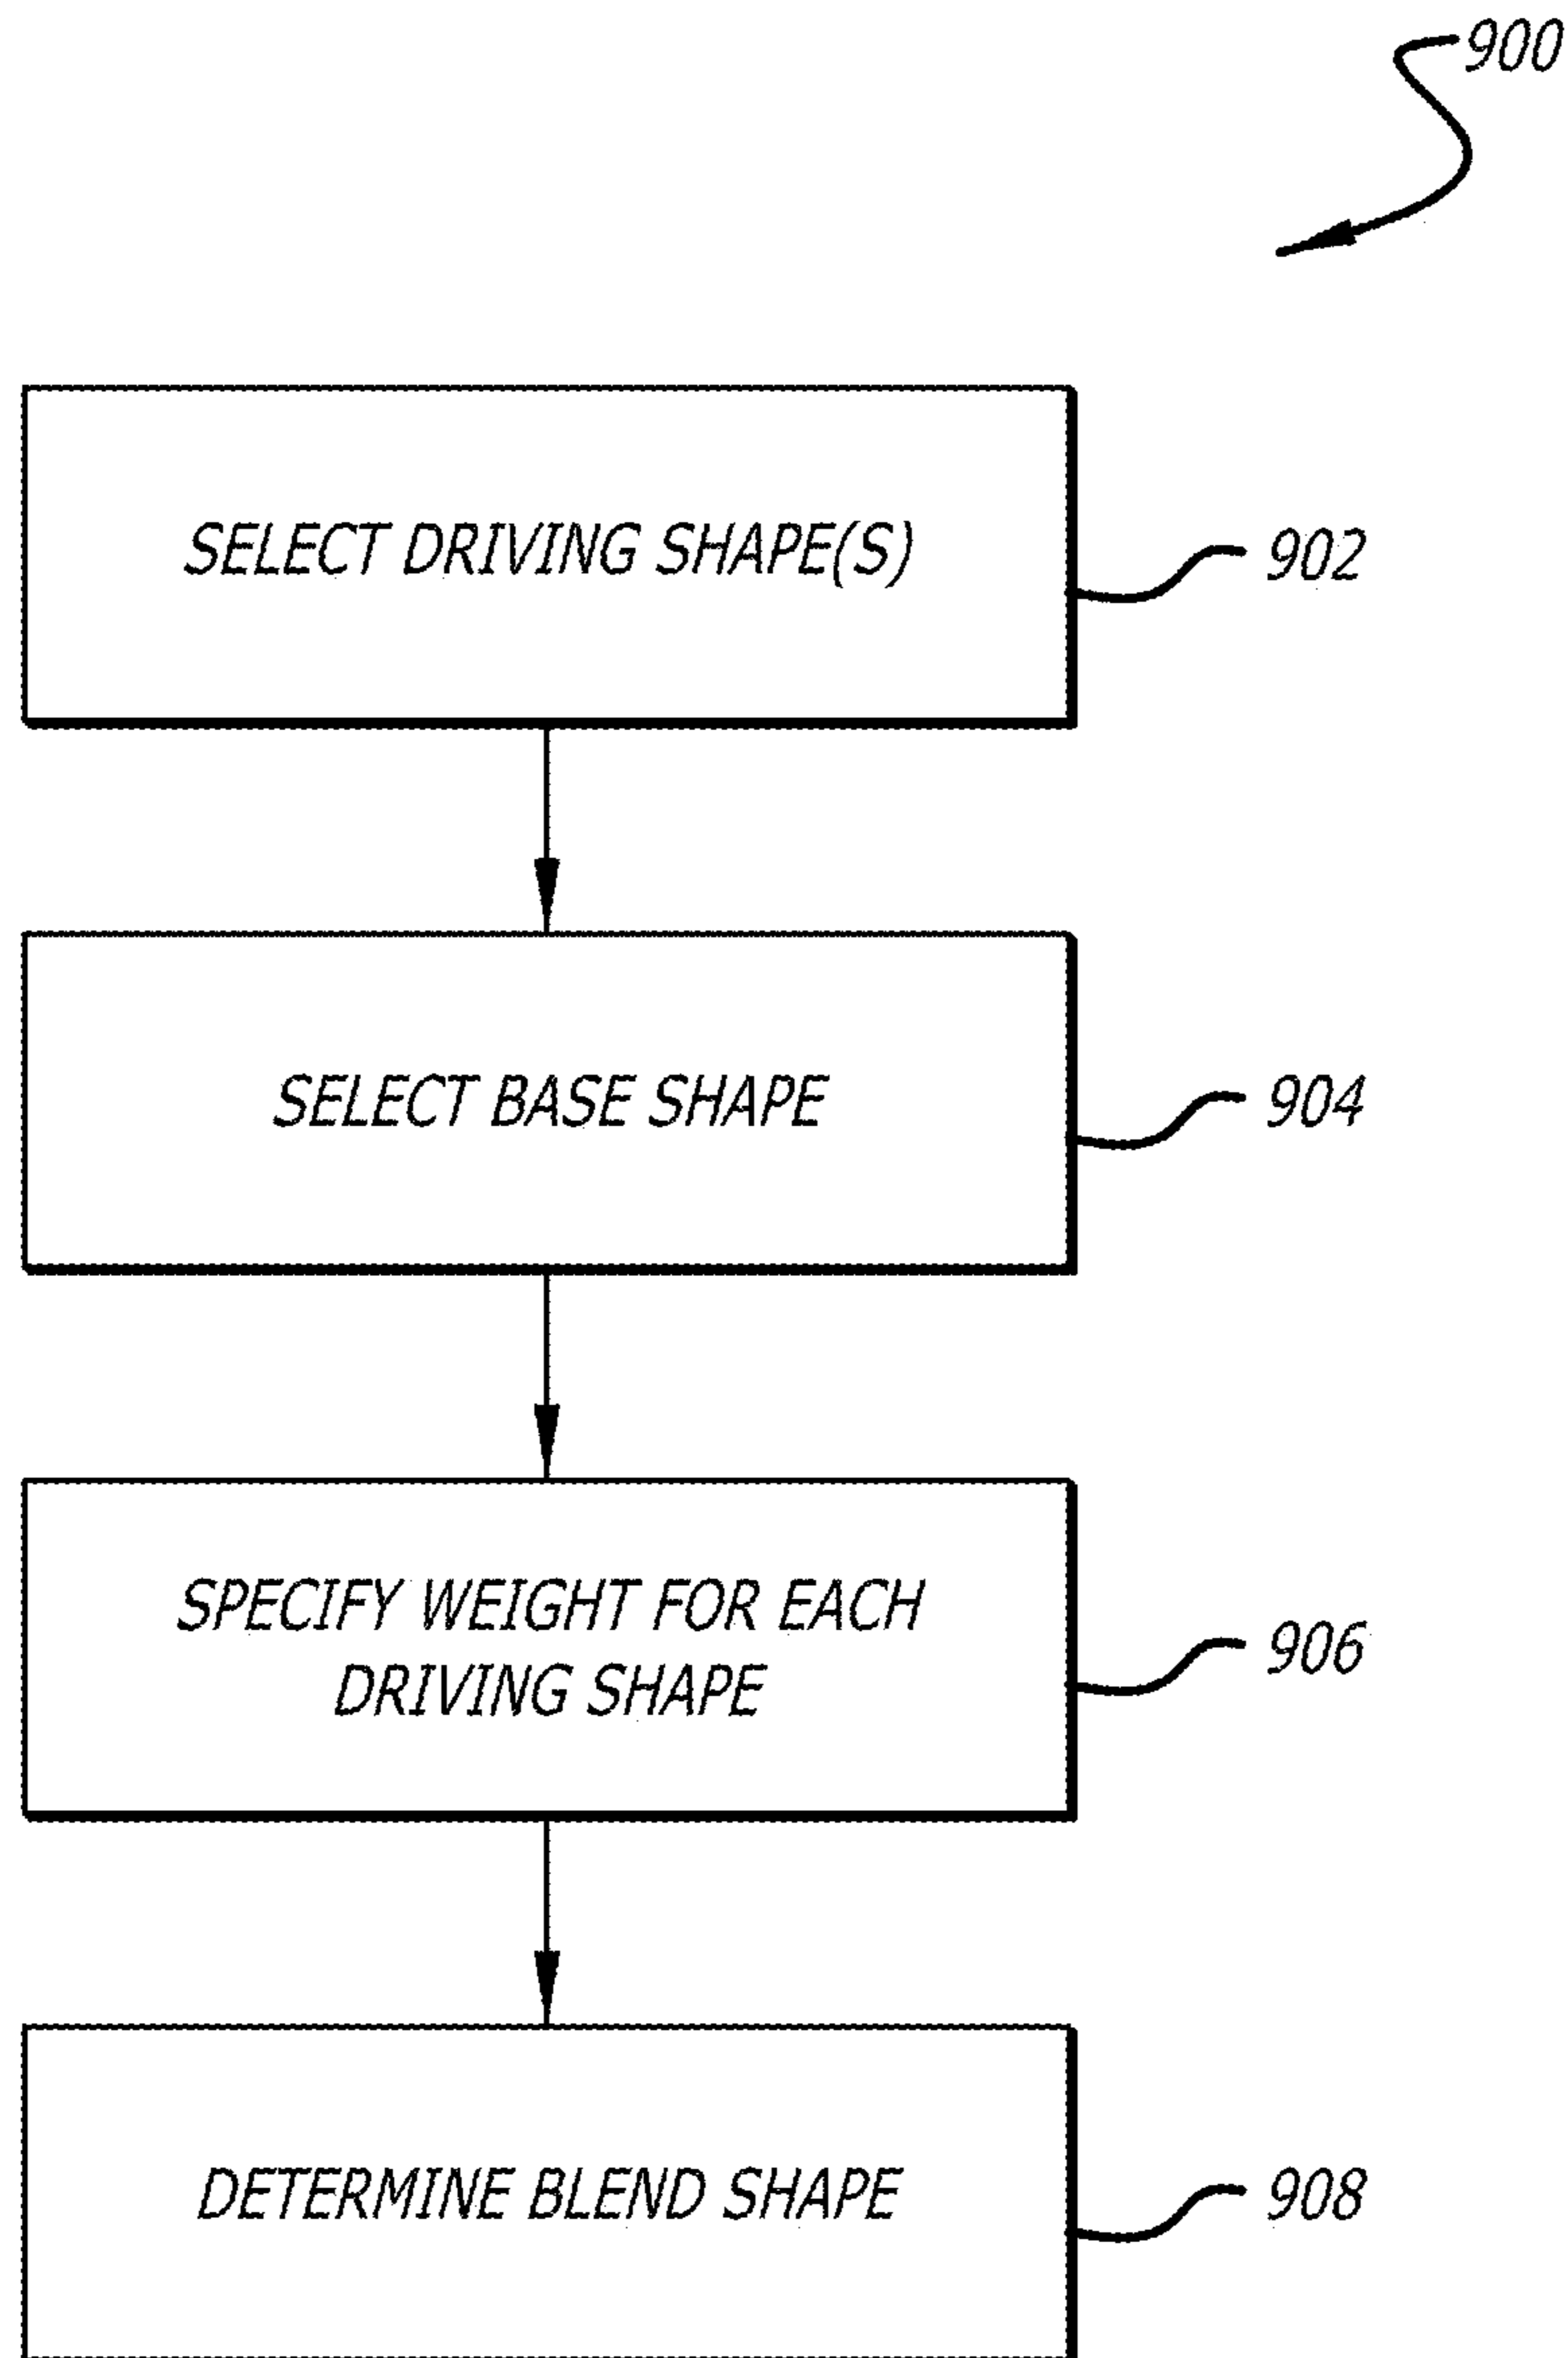 900
SELECT DRIVING SHAPE(S)
902
SELECT BASE SHAPE
904
SPECIFY WEIGHT FOR EACH
DRIVING SHAPE
906
DETERMINE BLEND SHAPE
908